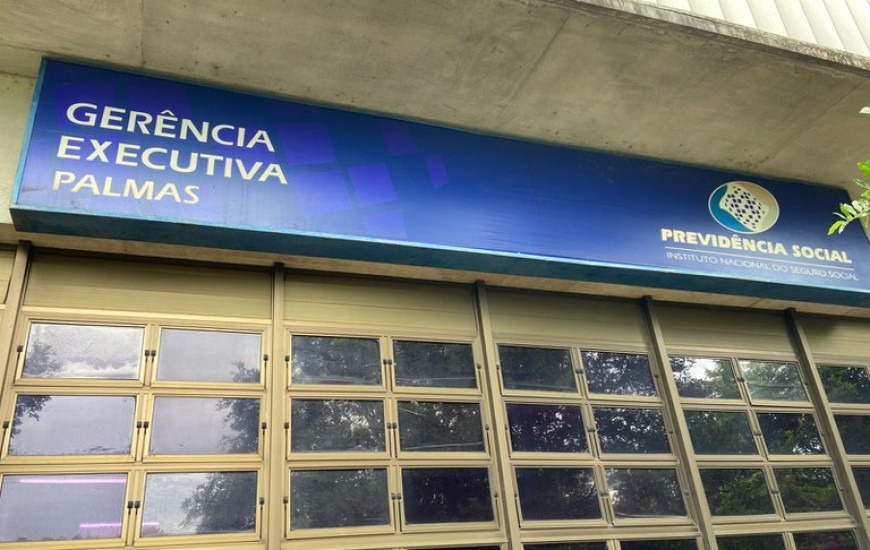 GERÊNCIA
EXECUTIVA
PALMAS
PREVIDÊNCIA SOCIAL
INSTITUTO NACIONAL DO SEGURO SOCIAL